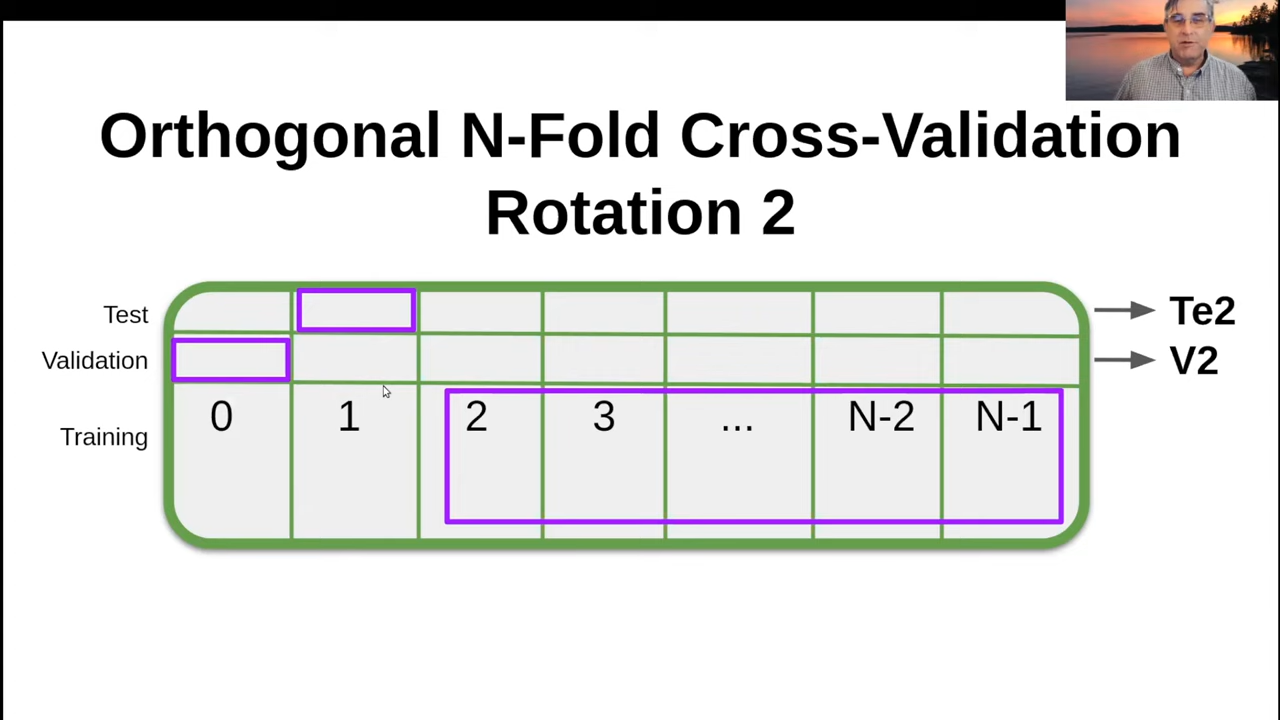 Orthogonal N-Fold Cross-Validation
Rotation 2
Test
Te2
Validation
V2
Training
0 1 2 3 ... N-2 N-1